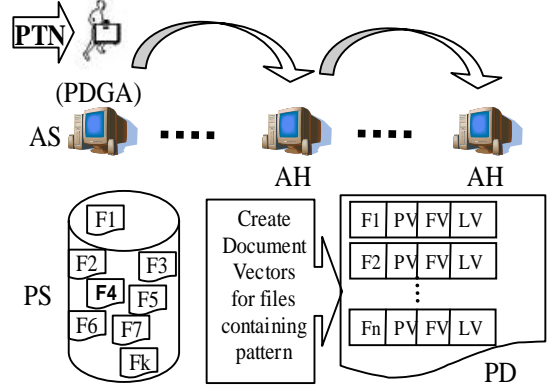 PTN
(PDGA)
AS
AH
AH
PS
F1
F2
F3
F4
F5
F6
F7
Fk
Create
Document
Vectors
for files
containing
pattern
F1 PV FV LV
F2 PV FV LV
Fn PV FV LV
PD